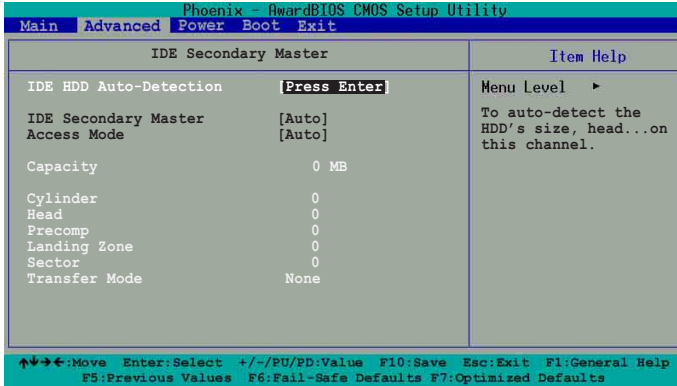 Phoenix - AwardBIOS CMOS Setup Utility
Main Advanced Power Boot Exit
IDE Secondary Master
Item Help
IDE HDD Auto-Detection [Press Enter]
Menu Level ►
To auto-detect the
HDD's size, head...on
this channel.
IDE Secondary Master [Auto]
Access Mode [Auto]
Capacity 0 MB
Cylinder 0
Head 0
Precomp 0
Landing Zone 0
Sector 0
Transfer Mode None
↑↓→←:Move Enter:Select +/-/PU/PD:Value F10:Save Esc:Exit F1:General Help
F5:Previous Values F6:Fail-Safe Defaults F7:Optimized Defaults